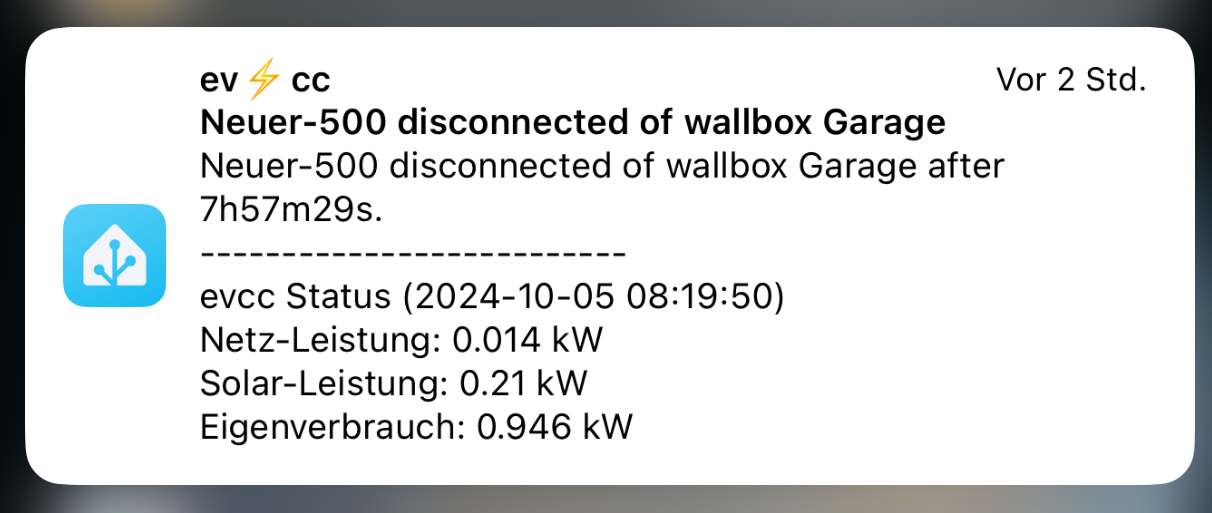 ev⚡cc
Vor 2 Std.
Neuer-500 disconnected of wallbox Garage
Neuer-500 disconnected of wallbox Garage after
7h57m29s.
--------------------------
evcc Status (2024-10-05 08:19:50)
Netz-Leistung: 0.014 kW
Solar-Leistung: 0.21 kW
Eigenverbrauch: 0.946 kW